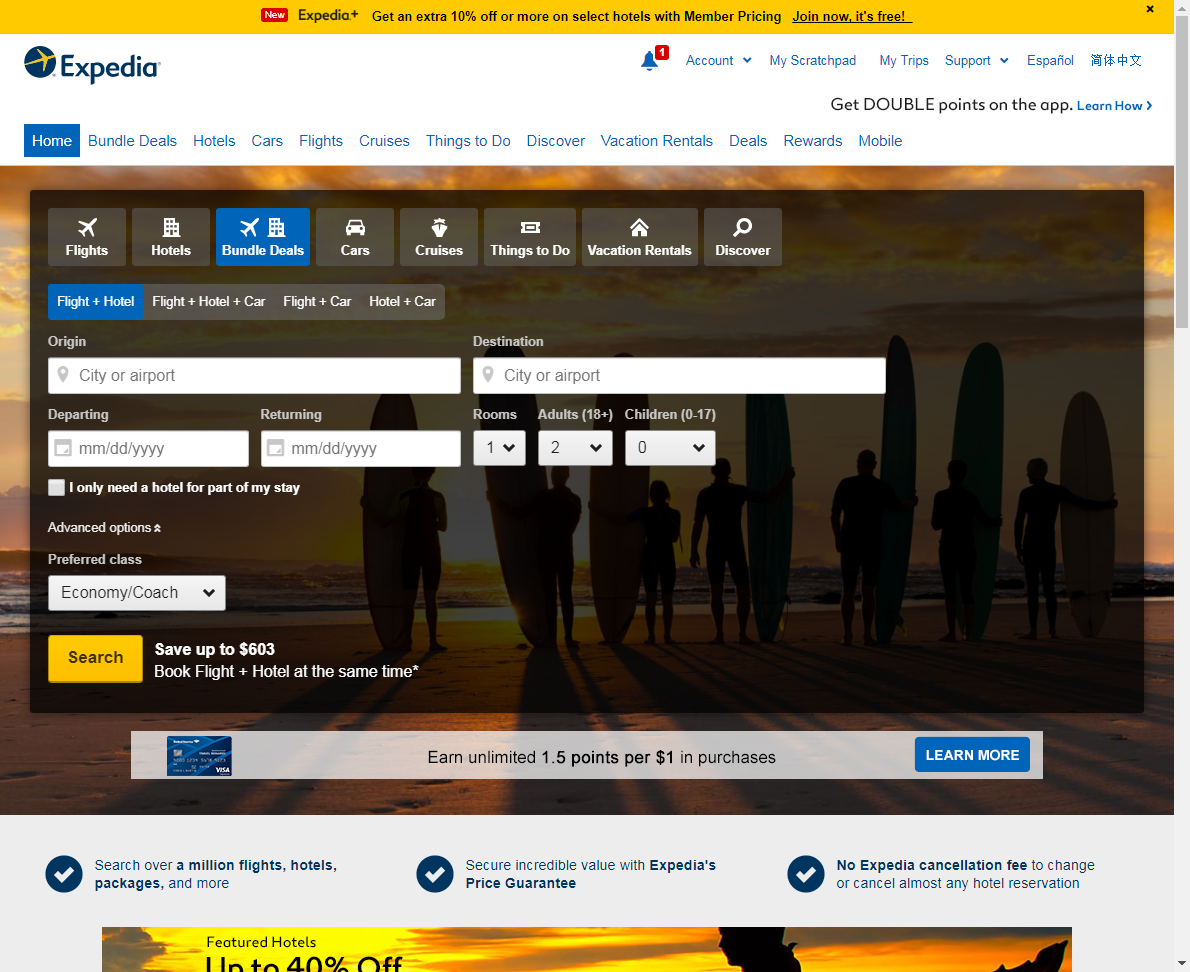 New Expedia+ Get an extra 10% off or more on select hotels with Member Pricing Join now, it's free!
Expedia
1 Account My Scratchpad My Trips Support Español 简体中文
Get DOUBLE points on the app. Learn How
Home Bundle Deals Hotels Cars Flights Cruises Things to Do Discover Vacation Rentals Deals Rewards Mobile
Flights Hotels Bundle Deals Cars Cruises Things to Do Vacation Rentals Discover
Flight + Hotel Flight + Hotel + Car Flight + Car Hotel + Car
Origin Destination
City or airport City or airport
Departing Returning Rooms Adults (18+) Children (0-17)
mm/dd/yyyy mm/dd/yyyy 1 2 0
I only need a hotel for part of my stay
Advanced options
Preferred class
Economy/Coach
Search
Save up to $603
Book Flight + Hotel at the same time*
VISA
Earn unlimited 1.5 points per $1 in purchases
LEARN MORE
Search over a million flights, hotels,
packages, and more
Secure incredible value with Expedia's
Price Guarantee
No Expedia cancellation fee to change
or cancel almost any hotel reservation
Featured Hotels
Up to 40% Off